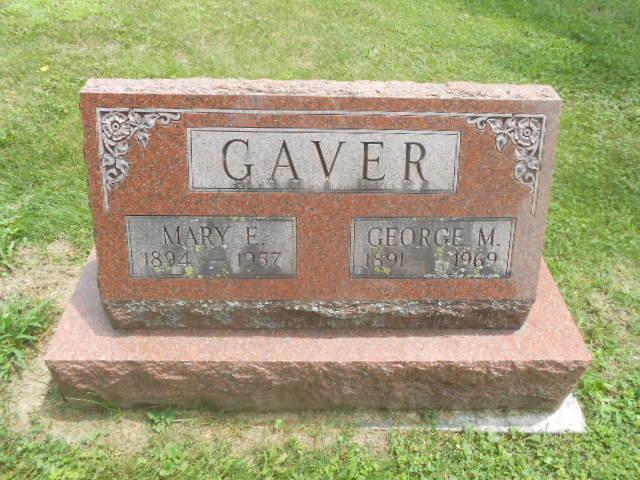 GAVER
MARY E.
1894 – 1957
GEORGE M.
1891 – 1969